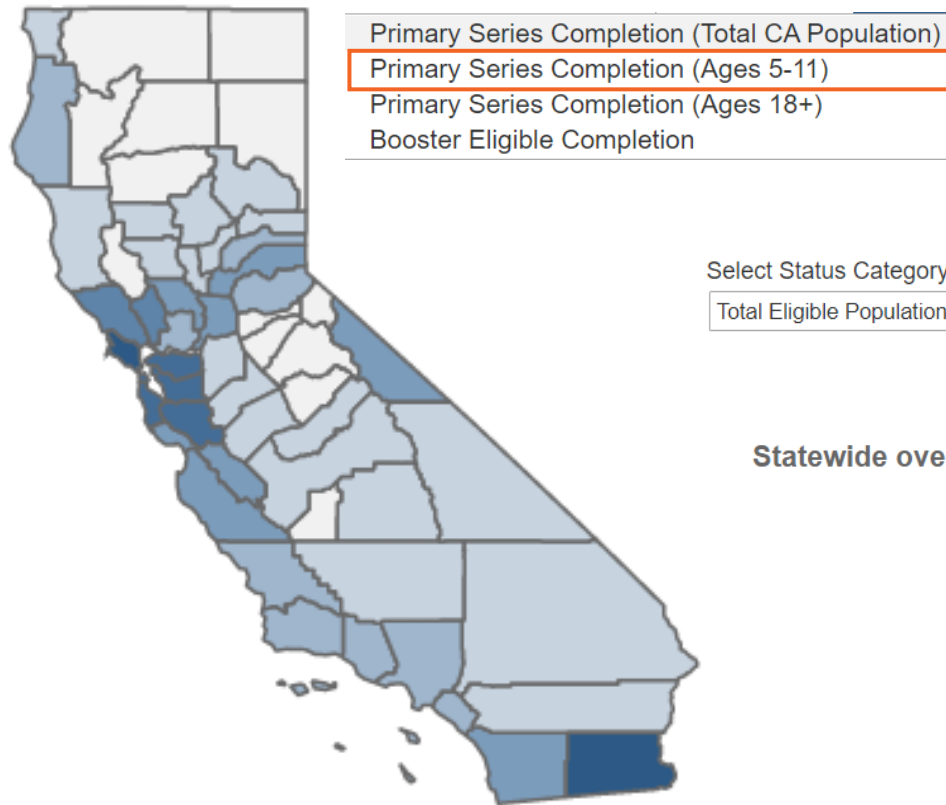 Primary Series Completion (Total CA Population)
Primary Series Completion (Ages 5-11)
Primary Series Completion (Ages 18+)
Booster Eligible Completion
Select Status Category
Total Eligible Population
Statewide ove